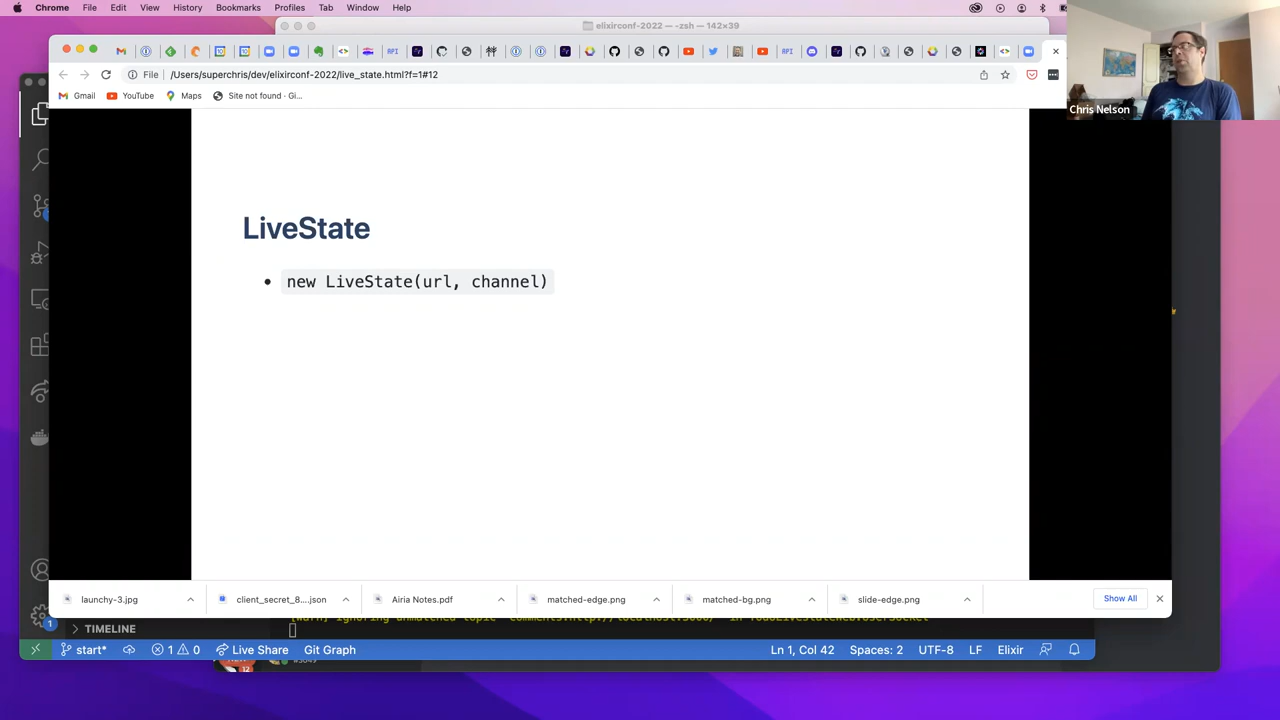 Chrome File Edit View History Bookmarks Profiles Tab Window Help
elixirconf-2022 — -zsh — 142×39
File /Users/superchris/dev/elixirconf-2022/live_state.html?f=1#12
Gmail YouTube Maps Site not found · Gi...
Chris Nelson
LiveState
new LiveState(url, channel)
launchy-3.jpg client_secret_8....json Airia Notes.pdf matched-edge.png matched-bg.png slide-edge.png Show All
1 TIMELINE
start* 1 0 Live Share Git Graph Ln 1, Col 42 Spaces: 2 UTF-8 LF Elixir
12